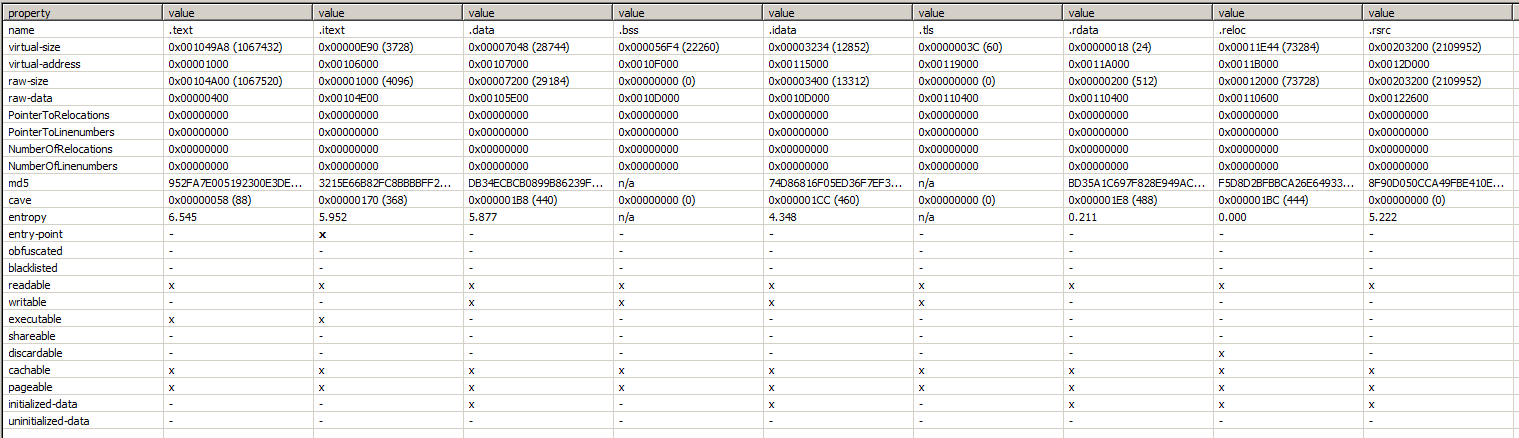 property value value value value value value value value value
name .text .itext .data .bss .idata .tls .rdata .reloc .rsrc
virtual-size 0x001049A8 (1067432) 0x00000E90 (3728) 0x00007048 (28744) 0x000056F4 (22260) 0x00003234 (12852) 0x0000003C (60) 0x00000018 (24) 0x00011E44 (73284) 0x00203200 (2109952)
virtual-address 0x00001000 0x00106000 0x00107000 0x0010F000 0x00115000 0x00119000 0x0011A000 0x0011B000 0x0012D000
raw-size 0x00104A00 (1067520) 0x00001000 (4096) 0x00007200 (29184) 0x00000000 (0) 0x00003400 (13312) 0x00000000 (0) 0x00000200 (512) 0x00012000 (73728) 0x00203200 (2109952)
raw-data 0x00000400 0x00104E00 0x00105E00 0x0010D000 0x0010D000 0x00110400 0x00110400 0x00110600 0x00122600
PointerToRelocations 0x00000000 0x00000000 0x00000000 0x00000000 0x00000000 0x00000000 0x00000000 0x00000000 0x00000000
PointerToLinenumbers 0x00000000 0x00000000 0x00000000 0x00000000 0x00000000 0x00000000 0x00000000 0x00000000 0x00000000
NumberOfRelocations 0x00000000 0x00000000 0x00000000 0x00000000 0x00000000 0x00000000 0x00000000 0x00000000 0x00000000
NumberOfLinenumbers 0x00000000 0x00000000 0x00000000 0x00000000 0x00000000 0x00000000 0x00000000 0x00000000 0x00000000
md5 952FA7E005192300E3DE... 3215E66B82FC8BBBBFF2... DB34ECBCB0899B86239F... n/a 74D86816F05ED36F7EF3... n/a BD35A1C697F828E949AC... F5D8D2BFBBCA26E64933... 8F90D050CCA49FBE410E...
cave 0x00000058 (88) 0x00000170 (368) 0x000001B8 (440) 0x00000000 (0) 0x000001CC (460) 0x00000000 (0) 0x000001E8 (488) 0x000001BC (444) 0x00000000 (0)
entropy 6.545 5.952 5.877 n/a 4.348 n/a 0.211 0.000 5.222
entry-point - x - - - - - - -
obfuscated - - - - - - - - -
blacklisted - - - - - - - - -
readable x x x x x x x x x
writable - - x x x x - - -
executable x x - - - - - - -
shareable - - - - - - - - -
discardable - - - - - - - x -
cachable x x x x x x x x x
pageable x x x x x x x x x
initialized-data - - x - x - x x x
uninitialized-data - - - - - - - - -